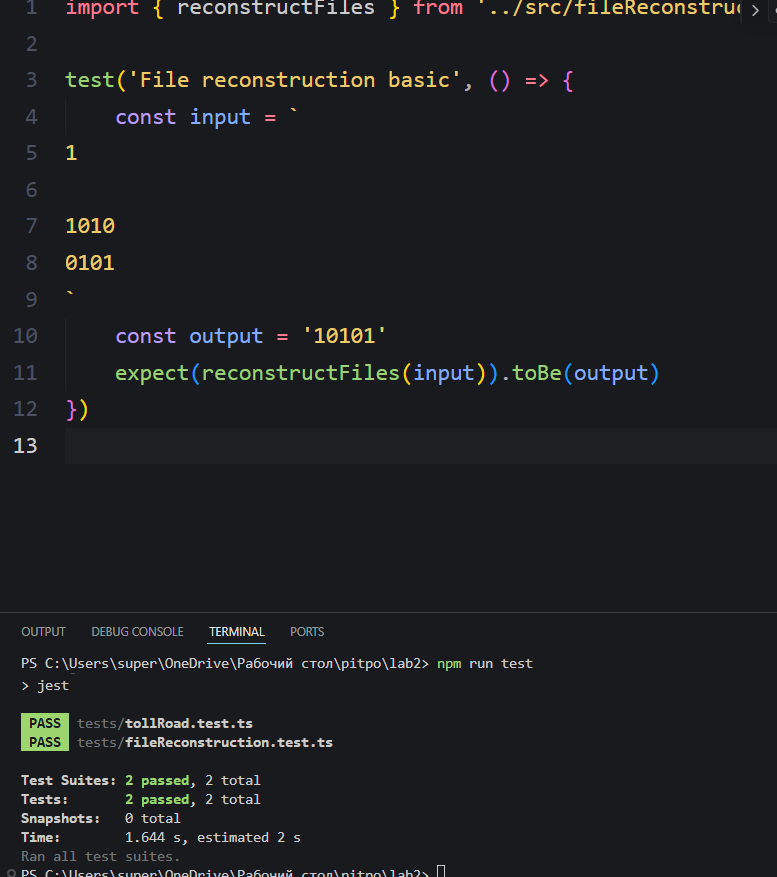 1 import { reconstructFiles } from '../src/fileReconstruc
2
3 test('File reconstruction basic', () => {
4 const input = `
5 1
6
7 1010
8 0101
9 `
10 const output = '10101'
11 expect(reconstructFiles(input)).toBe(output)
12 })
13
OUTPUT DEBUG CONSOLE TERMINAL PORTS
PS C:\Users\super\OneDrive\Рабочий стол\pitpo\lab2> npm run test
> jest
PASS tests/tollRoad.test.ts
PASS tests/fileReconstruction.test.ts
Test Suites: 2 passed, 2 total
Tests: 2 passed, 2 total
Snapshots: 0 total
Time: 1.644 s, estimated 2 s
Ran all test suites.
PS C:\Users\super\OneDrive\Рабочий стол\pitpo\lab2>